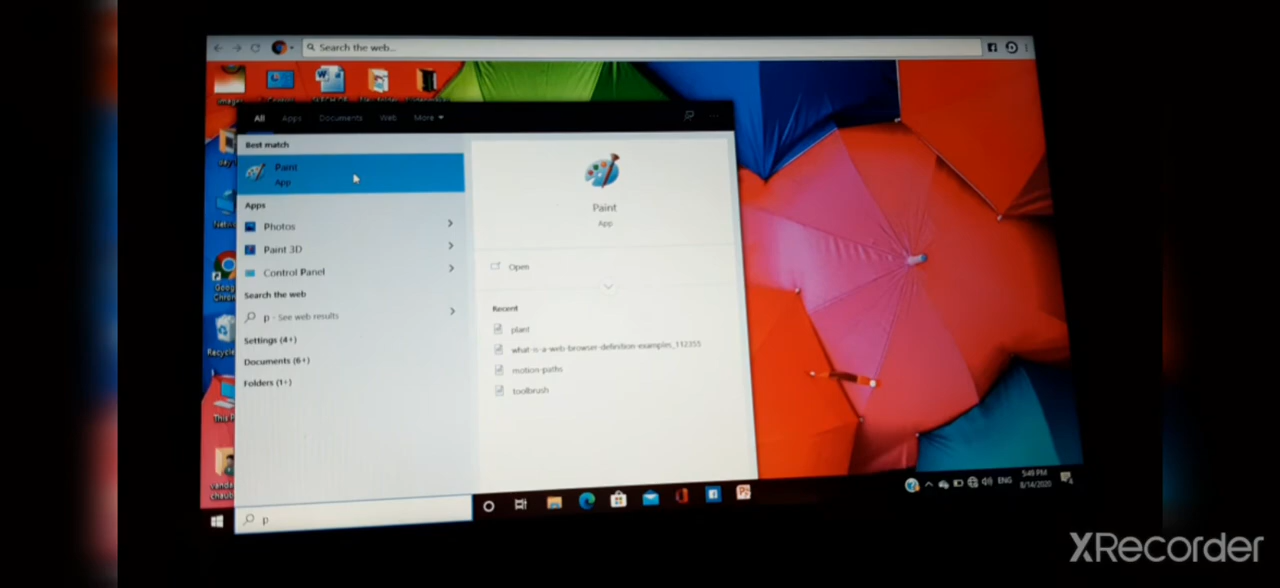 Search the web...
All Apps Documents Web More
Best match
Paint
App
Apps
Photos
Paint 3D
Control Panel
Search the web
p - See web results
Settings (4+)
Documents (6+)
Folders (1+)
p
Paint
App
Open
Recent
plant
what-is-a-web-browser-definition-examples_112355
motion-paths
toolbrush
ENG
5:49 PM
8/14/2020
XRecorder